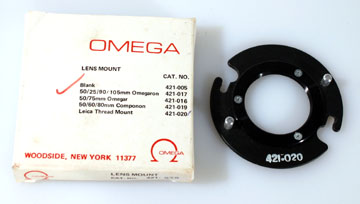 OMEGA
LENS MOUNT CAT. NO.
Blank 421-005
50/25/90/105mm Omegaron 421-017
50/75mm Omegar 421-016
50/60/80mm Componon 421-019
Leica Thread Mount 421-020
WOODSIDE, NEW YORK 11377
Ω
LENS MOUNT
421-020